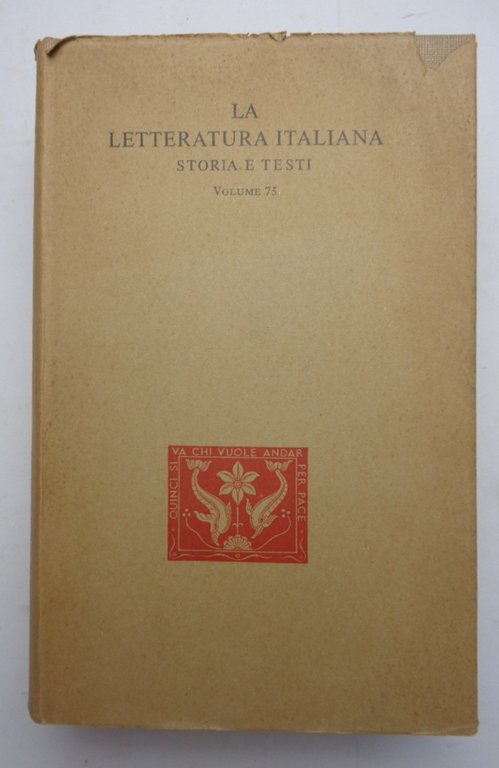 LA
LETTERATURA ITALIANA
STORIA E TESTI
VOLUME 75
QUINCI SI
VA CHI VUOLE ANDAR
PER PACE